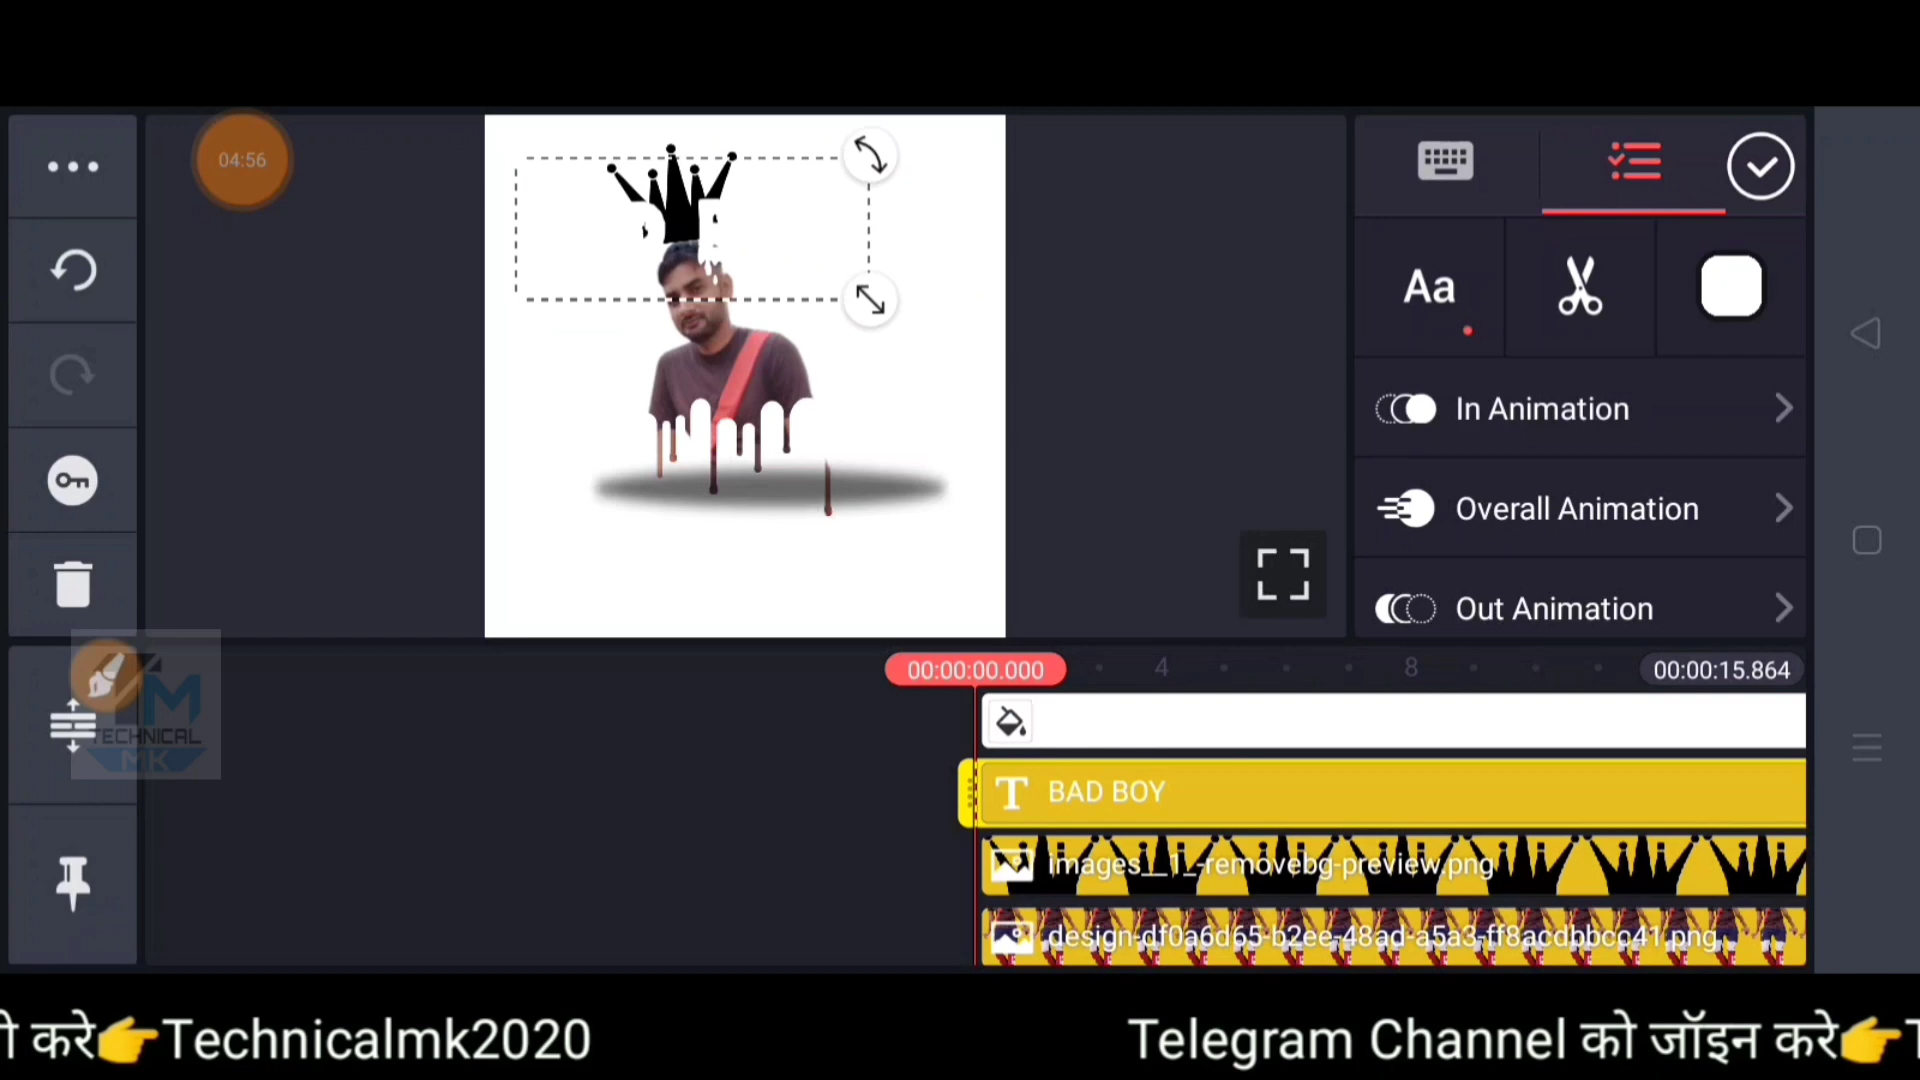 04:56
Aa
In Animation
Overall Animation
Out Animation
00:00:00.000
4
8
00:00:15.864
BAD BOY
images__1_-removebg-preview.png
design-df0a6d65-b2ee-48ad-a5a3-ff8acdbbcc41.png
TM
TECHNICAL
MK
करे👉Technicalmk2020
Telegram Channel को जॉइन करे👉